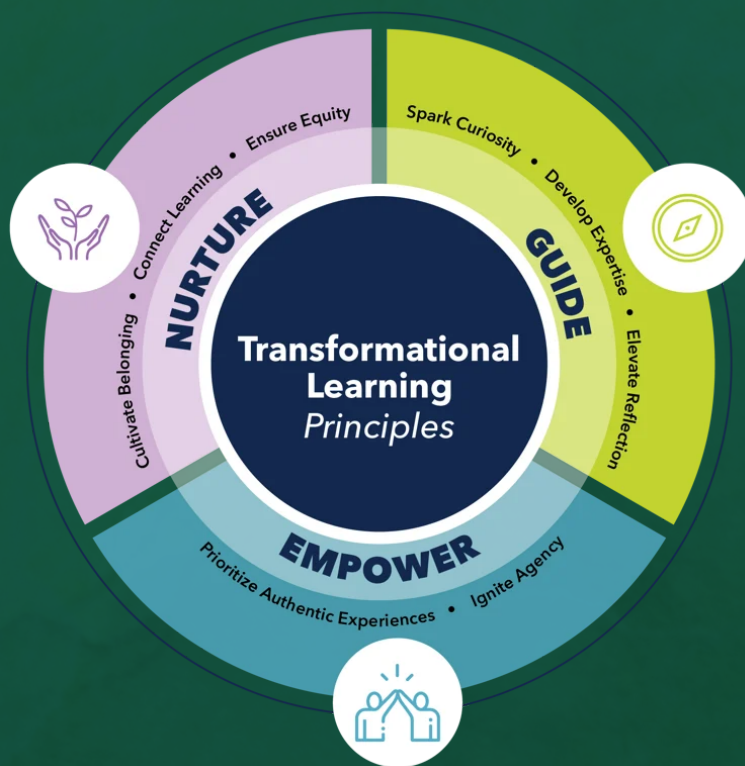 Transformational
Learning
Principles
NURTURE
Cultivate Belonging • Connect Learning • Ensure Equity
GUIDE
Spark Curiosity • Develop Expertise • Elevate Reflection
EMPOWER
Prioritize Authentic Experiences • Ignite Agency